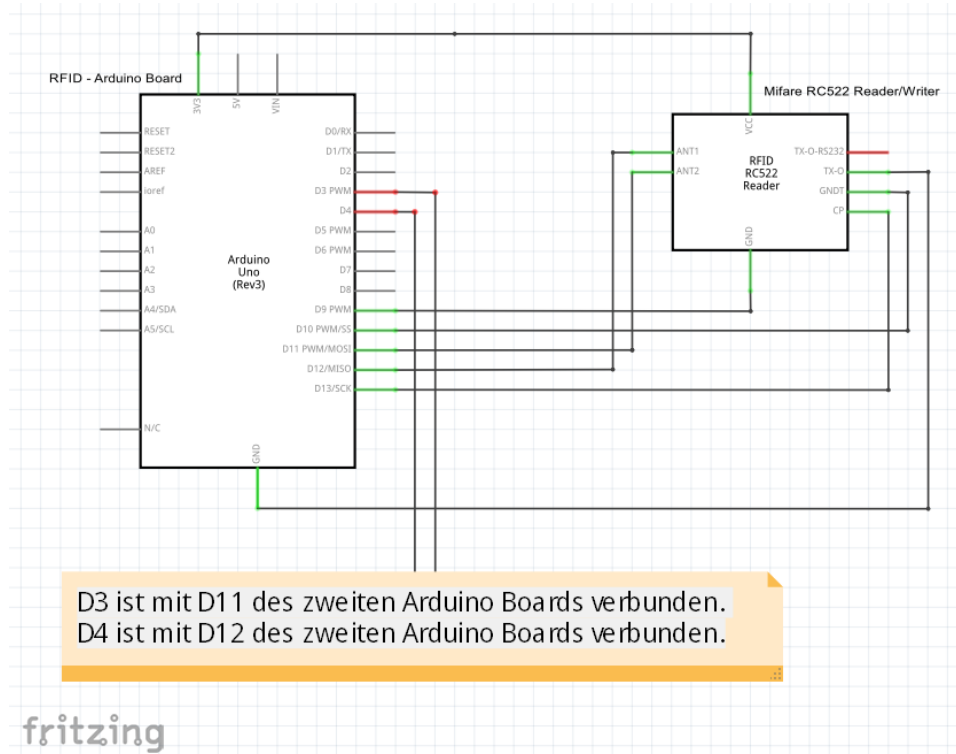 RFID - Arduino Board
3V3
5V
VIN
RESET
RESET2
AREF
ioref
A0
A1
A2
A3
A4/SDA
A5/SCL
N/C
D0/RX
D1/TX
D2
D3 PWM
D4
D5 PWM
D6 PWM
D7
D8
D9 PWM
D10 PWM/SS
D11 PWM/MOSI
D12/MISO
D13/SCK
GND
Arduino
Uno
(Rev3)
Mifare RC522 Reader/Writer
VCC
ANT1
ANT2
RFID
RC522
Reader
TX-O-RS232
TX-O
GNDT
CP
GND
D3 ist mit D11 des zweiten Arduino Boards verbunden.
D4 ist mit D12 des zweiten Arduino Boards verbunden.
fritzing